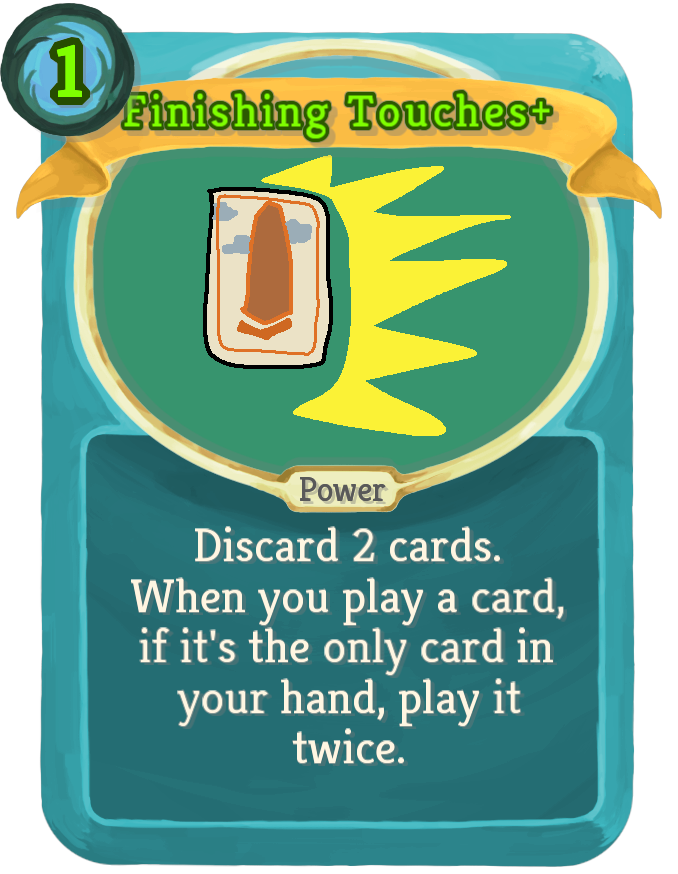 1
Finishing Touches+
Power
Discard 2 cards.
When you play a card,
if it's the only card in
your hand, play it
twice.